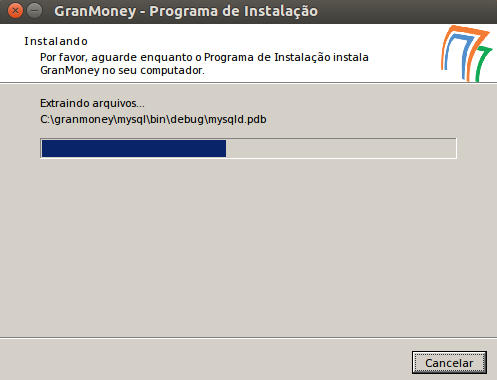 GranMoney - Programa de Instalação
Instalando
Por favor, aguarde enquanto o Programa de Instalação instala
GranMoney no seu computador.
Extraindo arquivos...
C:\granmoney\mysql\bin\debug\mysqld.pdb
Cancelar